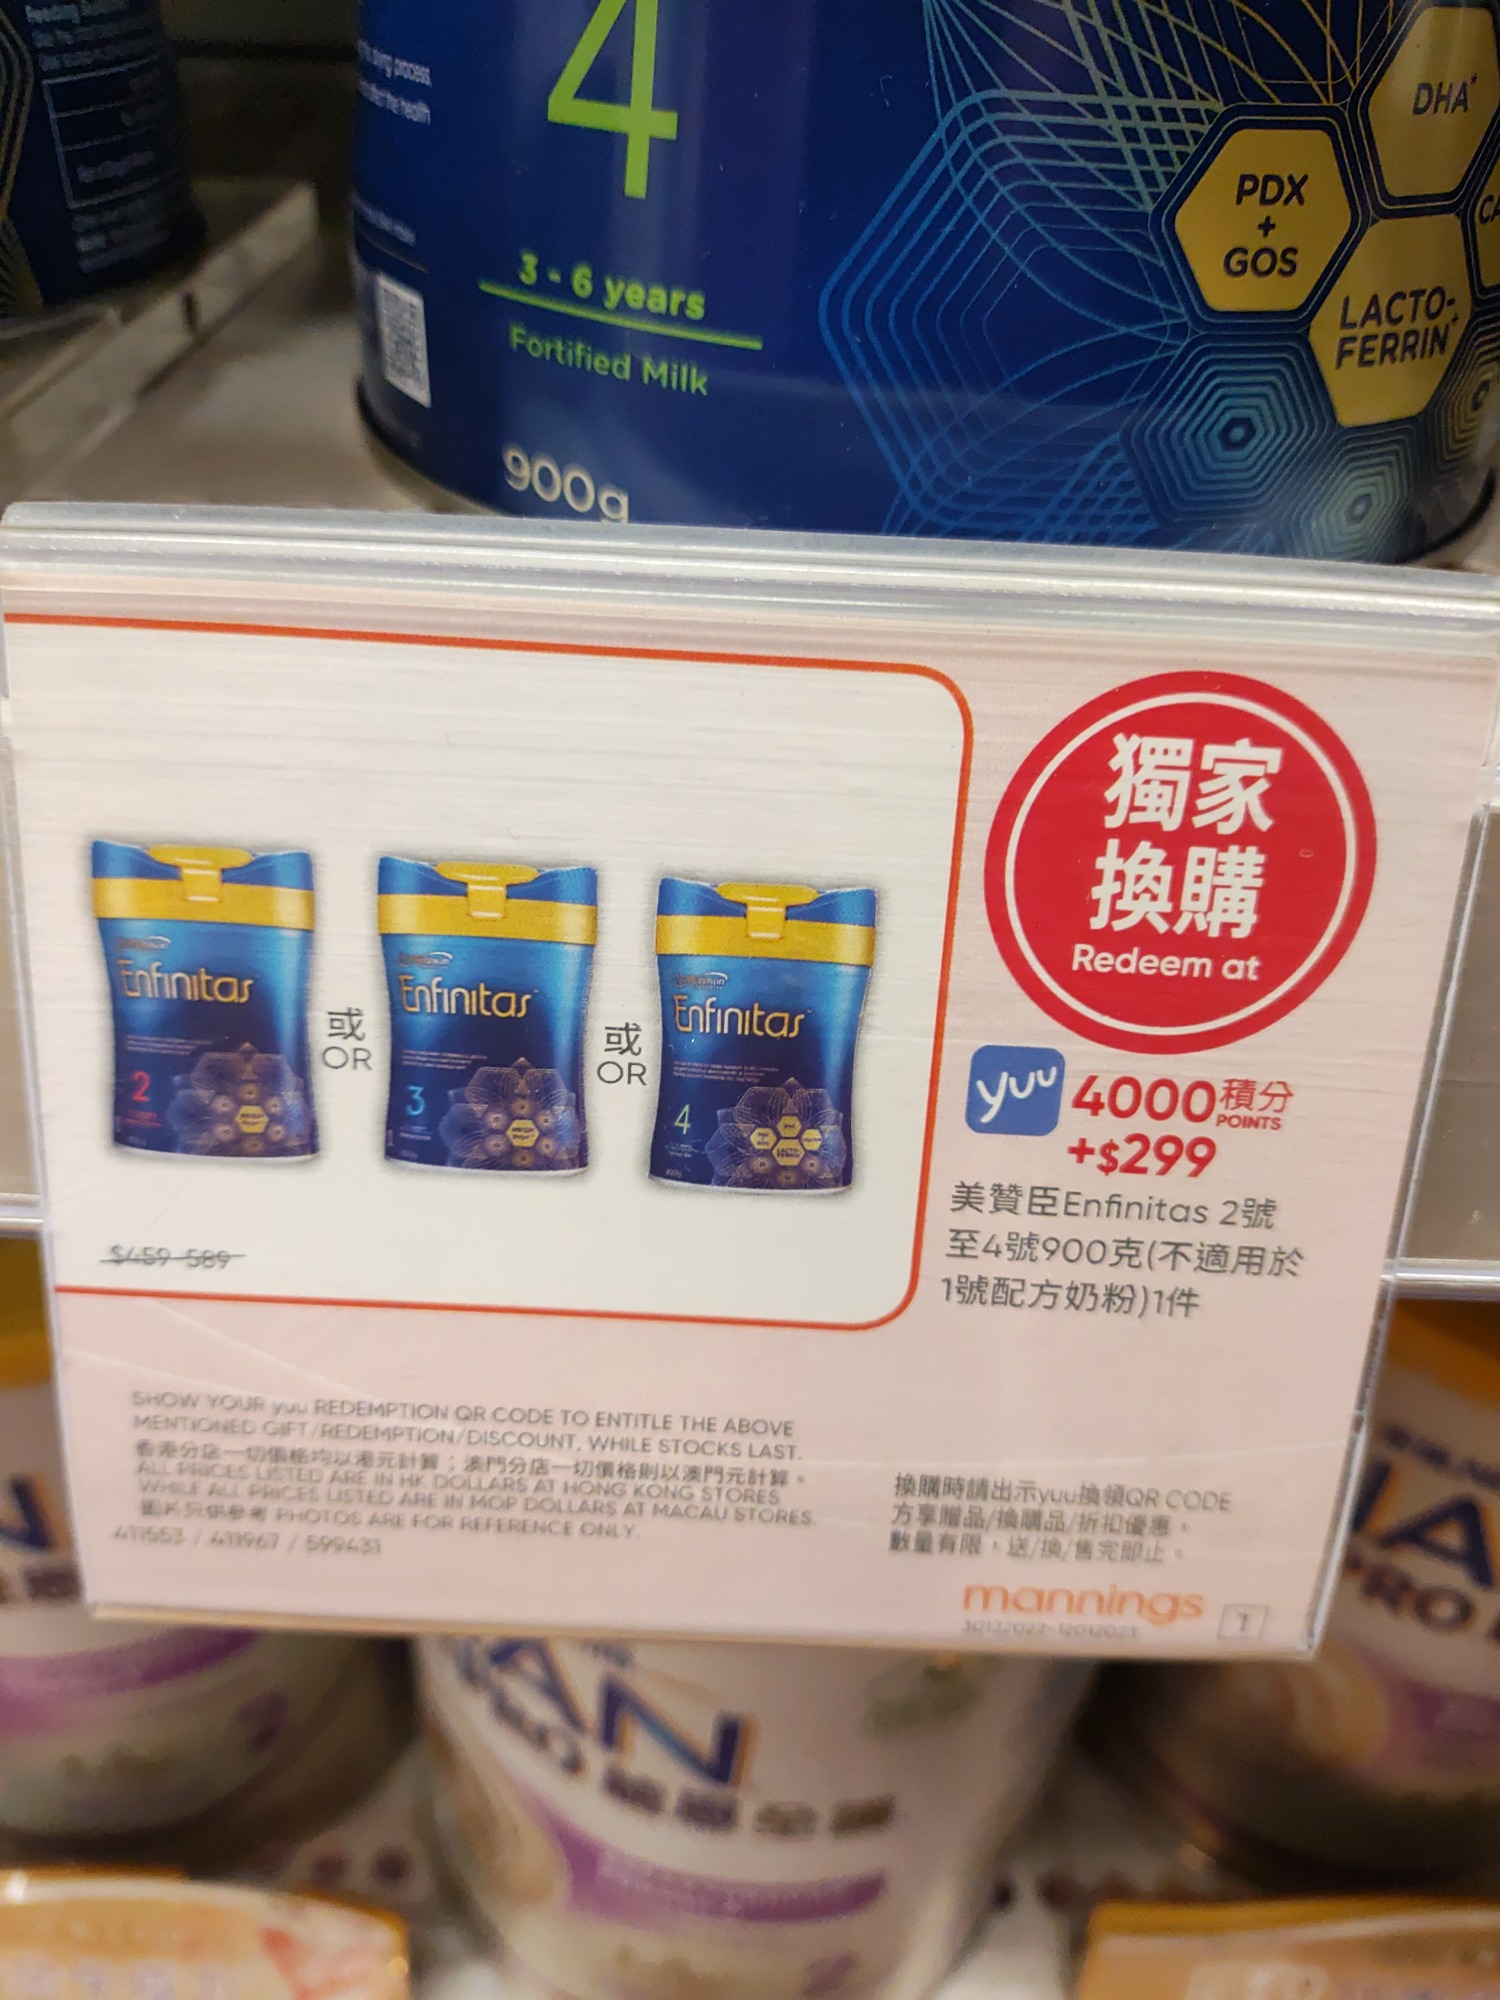 4
3 - 6 years
Fortified Milk
900g
DHA*
PDX
+
GOS
LACTO-
FERRIN+
Enfinitas
2
或
OR
Enfinitas
3
或
OR
Enfinitas
4
$459-589
獨家
換購
Redeem at
yuu 4000積分
POINTS
+$299
美贊臣Enfinitas 2號
至4號900克(不適用於
1號配方奶粉)1件
SHOW YOUR yuu REDEMPTION QR CODE TO ENTITLE THE ABOVE
MENTIONED GIFT/REDEMPTION/DISCOUNT, WHILE STOCKS LAST.
香港分店一切價格均以港元計算；澳門分店一切價格則以澳門元計算。
ALL PRICES LISTED ARE IN HK DOLLARS AT HONG KONG STORES
WHILE ALL PRICES LISTED ARE IN MOP DOLLARS AT MACAU STORES.
圖片只供參考 PHOTOS ARE FOR REFERENCE ONLY.
411553 / 411967 / 599431
換購時請出示yuu換領QR CODE
方享贈品/換購品/折扣優惠，
數量有限，送/換/售完即止。
mannings
30122022-12012023
1